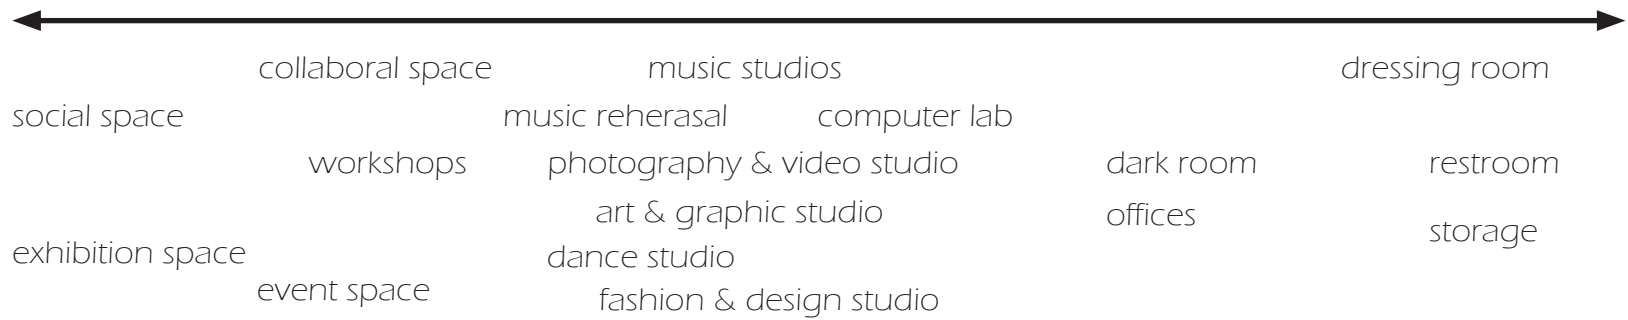 collaboral space music studios dressing room
social space music reherasal computer lab
workshops photography & video studio dark room restroom
art & graphic studio offices
storage
exhibition space dance studio
event space fashion & design studio